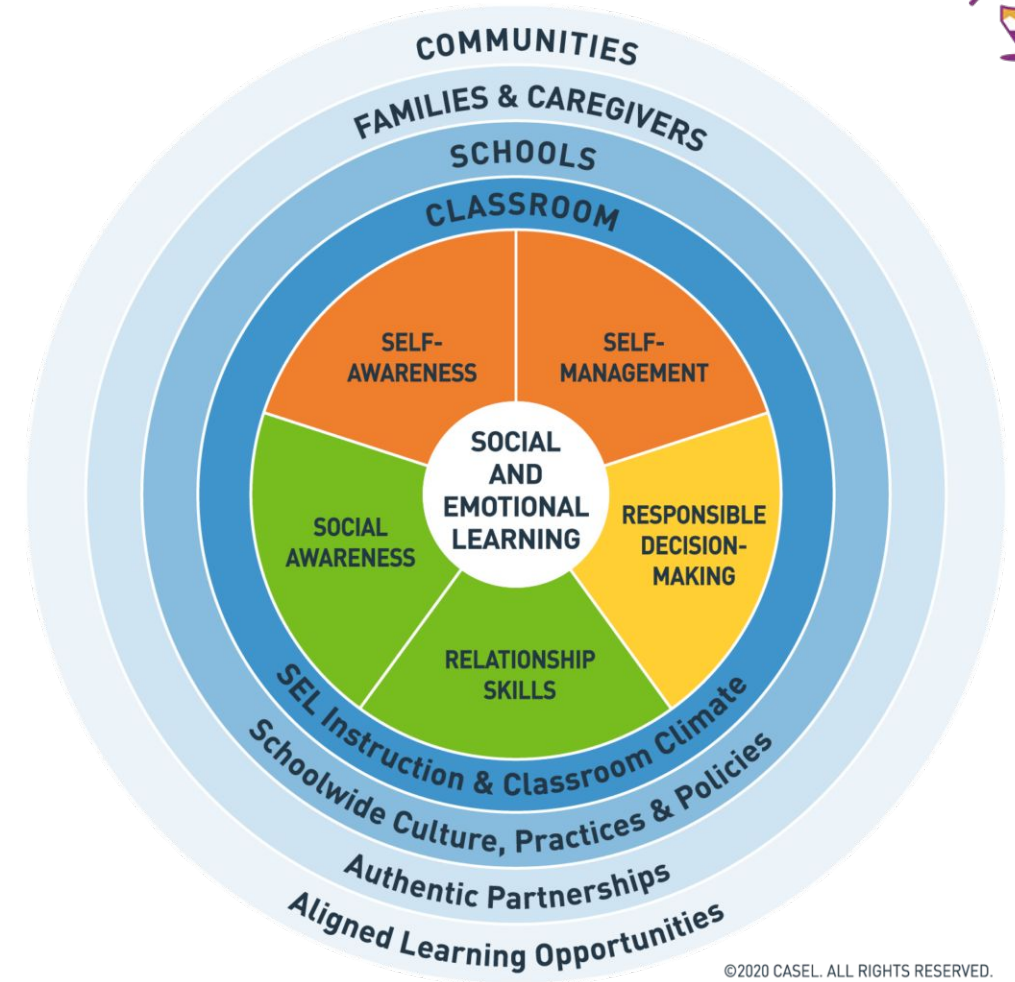 COMMUNITIES
FAMILIES & CAREGIVERS
SCHOOLS
CLASSROOM
SELF-
AWARENESS
SELF-
MANAGEMENT
SOCIAL
AND
EMOTIONAL
LEARNING
SOCIAL
AWARENESS
RESPONSIBLE
DECISION-
MAKING
RELATIONSHIP
SKILLS
SEL Instruction & Classroom Climate
Schoolwide Culture, Practices & Policies
Authentic Partnerships
Aligned Learning Opportunities
©2020 CASEL. ALL RIGHTS RESERVED.